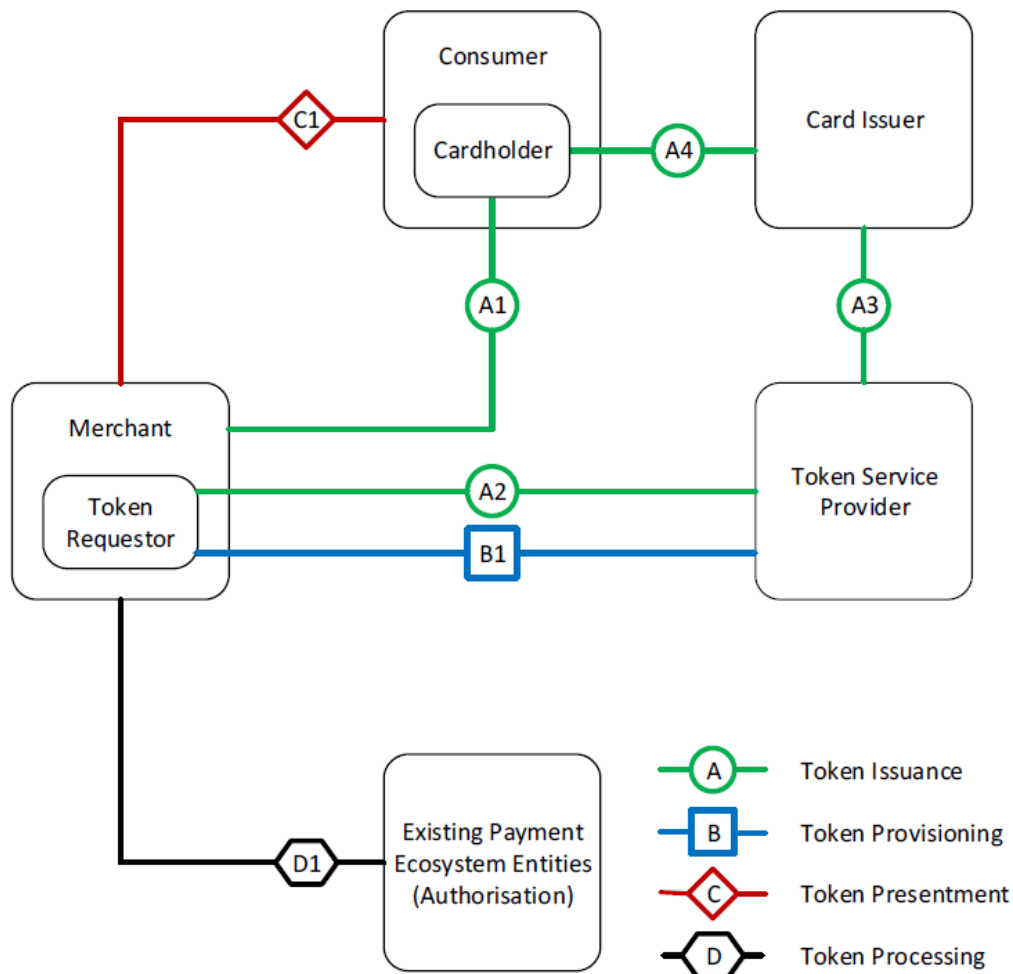 Consumer
Card Issuer
C1
Cardholder
A4
A1
A3
Merchant
Token Service
Provider
Token
Requestor
A2
B1
A
Token Issuance
B
Token Provisioning
Existing Payment
Ecosystem Entities
(Authorisation)
D1
C
Token Presentment
D
Token Processing